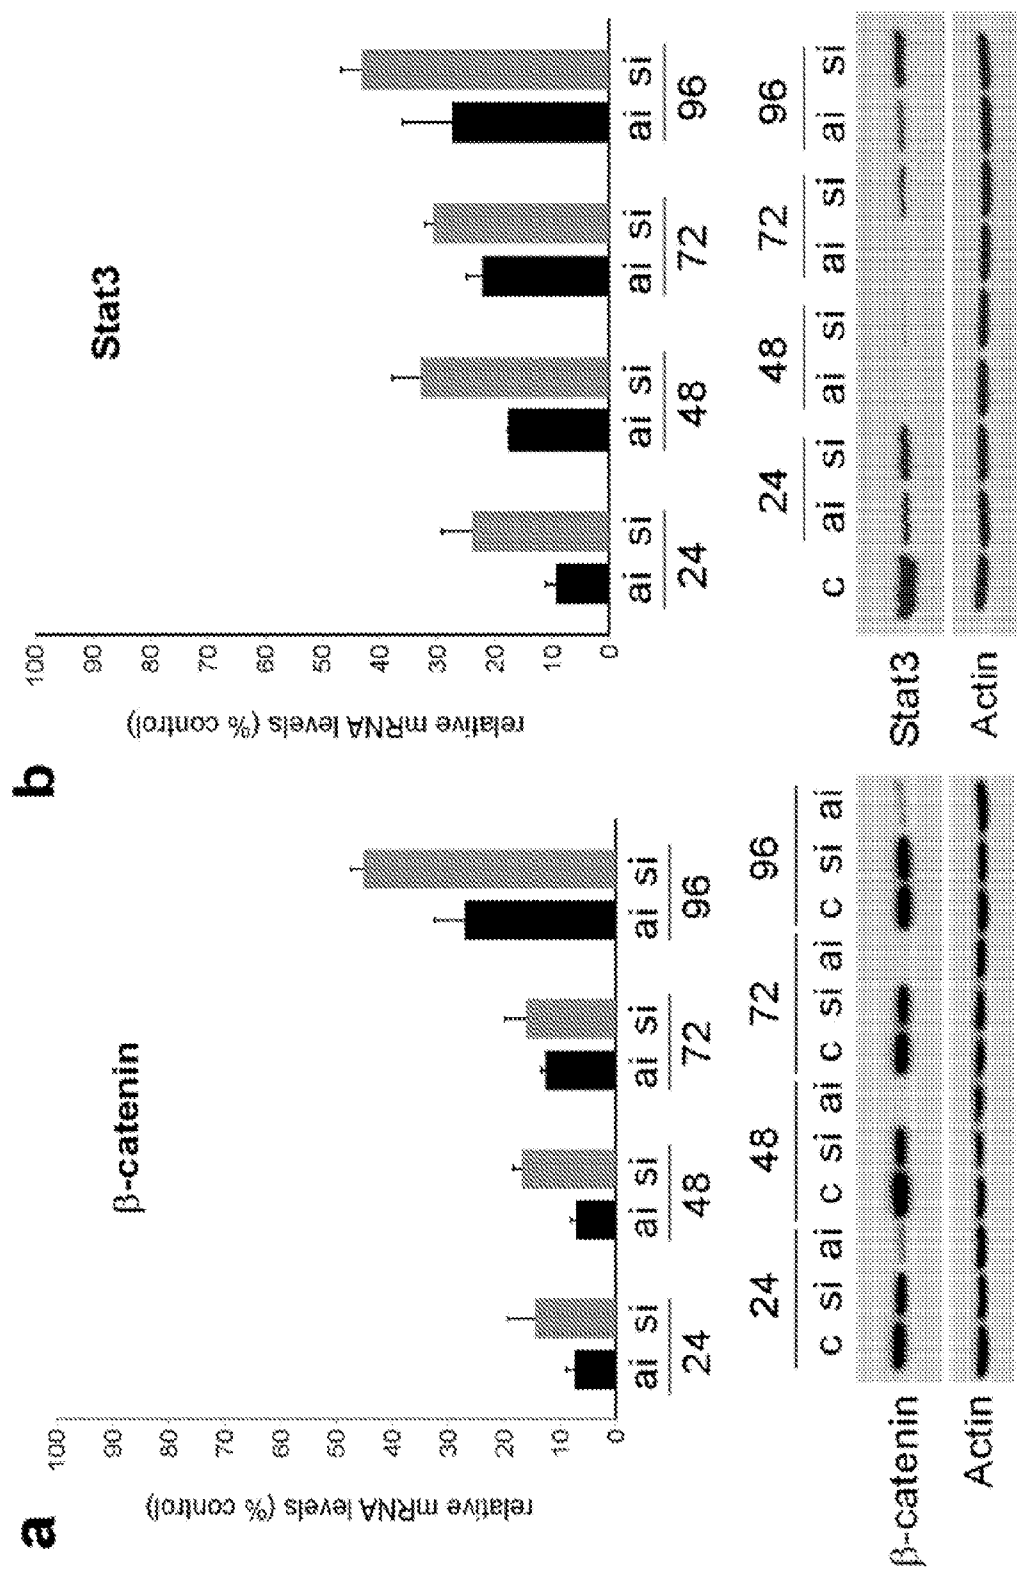 a
β-catenin
relative mRNA levels (% control)
100
90
80
70
60
50
40
30
20
10
0
ai si ai si ai si ai si
24 48 72 96
24 48 72 96
c si ai c si ai c si ai c si ai
β-catenin
Actin
b
Stat3
relative mRNA levels (% control)
100
90
80
70
60
50
40
30
20
10
0
ai si ai si ai si ai si
24 48 72 96
24 48 72 96
c ai si ai si ai si ai si
Stat3
Actin